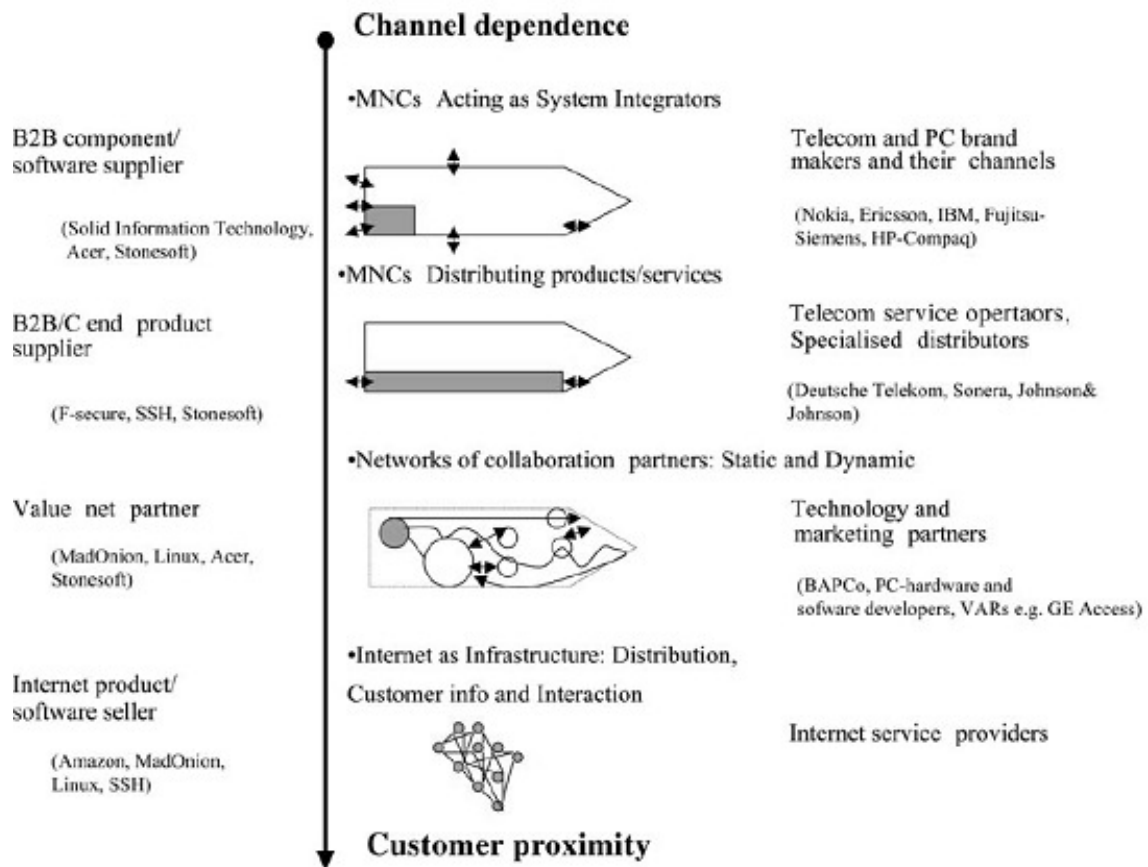 Channel dependence
•MNCs Acting as System Integrators
B2B component/
software supplier
(Solid Information Technology,
Acer, Stonesoft)
Telecom and PC brand
makers and their channels
(Nokia, Ericsson, IBM, Fujitsu-
Siemens, HP-Compaq)
•MNCs Distributing products/services
B2B/C end product
supplier
(F-secure, SSH, Stonesoft)
Telecom service opertaors,
Specialised distributors
(Deutsche Telekom, Sonera, Johnson&
Johnson)
•Networks of collaboration partners: Static and Dynamic
Value net partner
(MadOnion, Linux, Acer,
Stonesoft)
Technology and
marketing partners
(BAPCo, PC-hardware and
sofware developers, VARs e.g. GE Access)
•Internet as Infrastructure: Distribution,
Customer info and Interaction
Internet product/
software seller
(Amazon, MadOnion,
Linux, SSH)
Internet service providers
Customer proximity